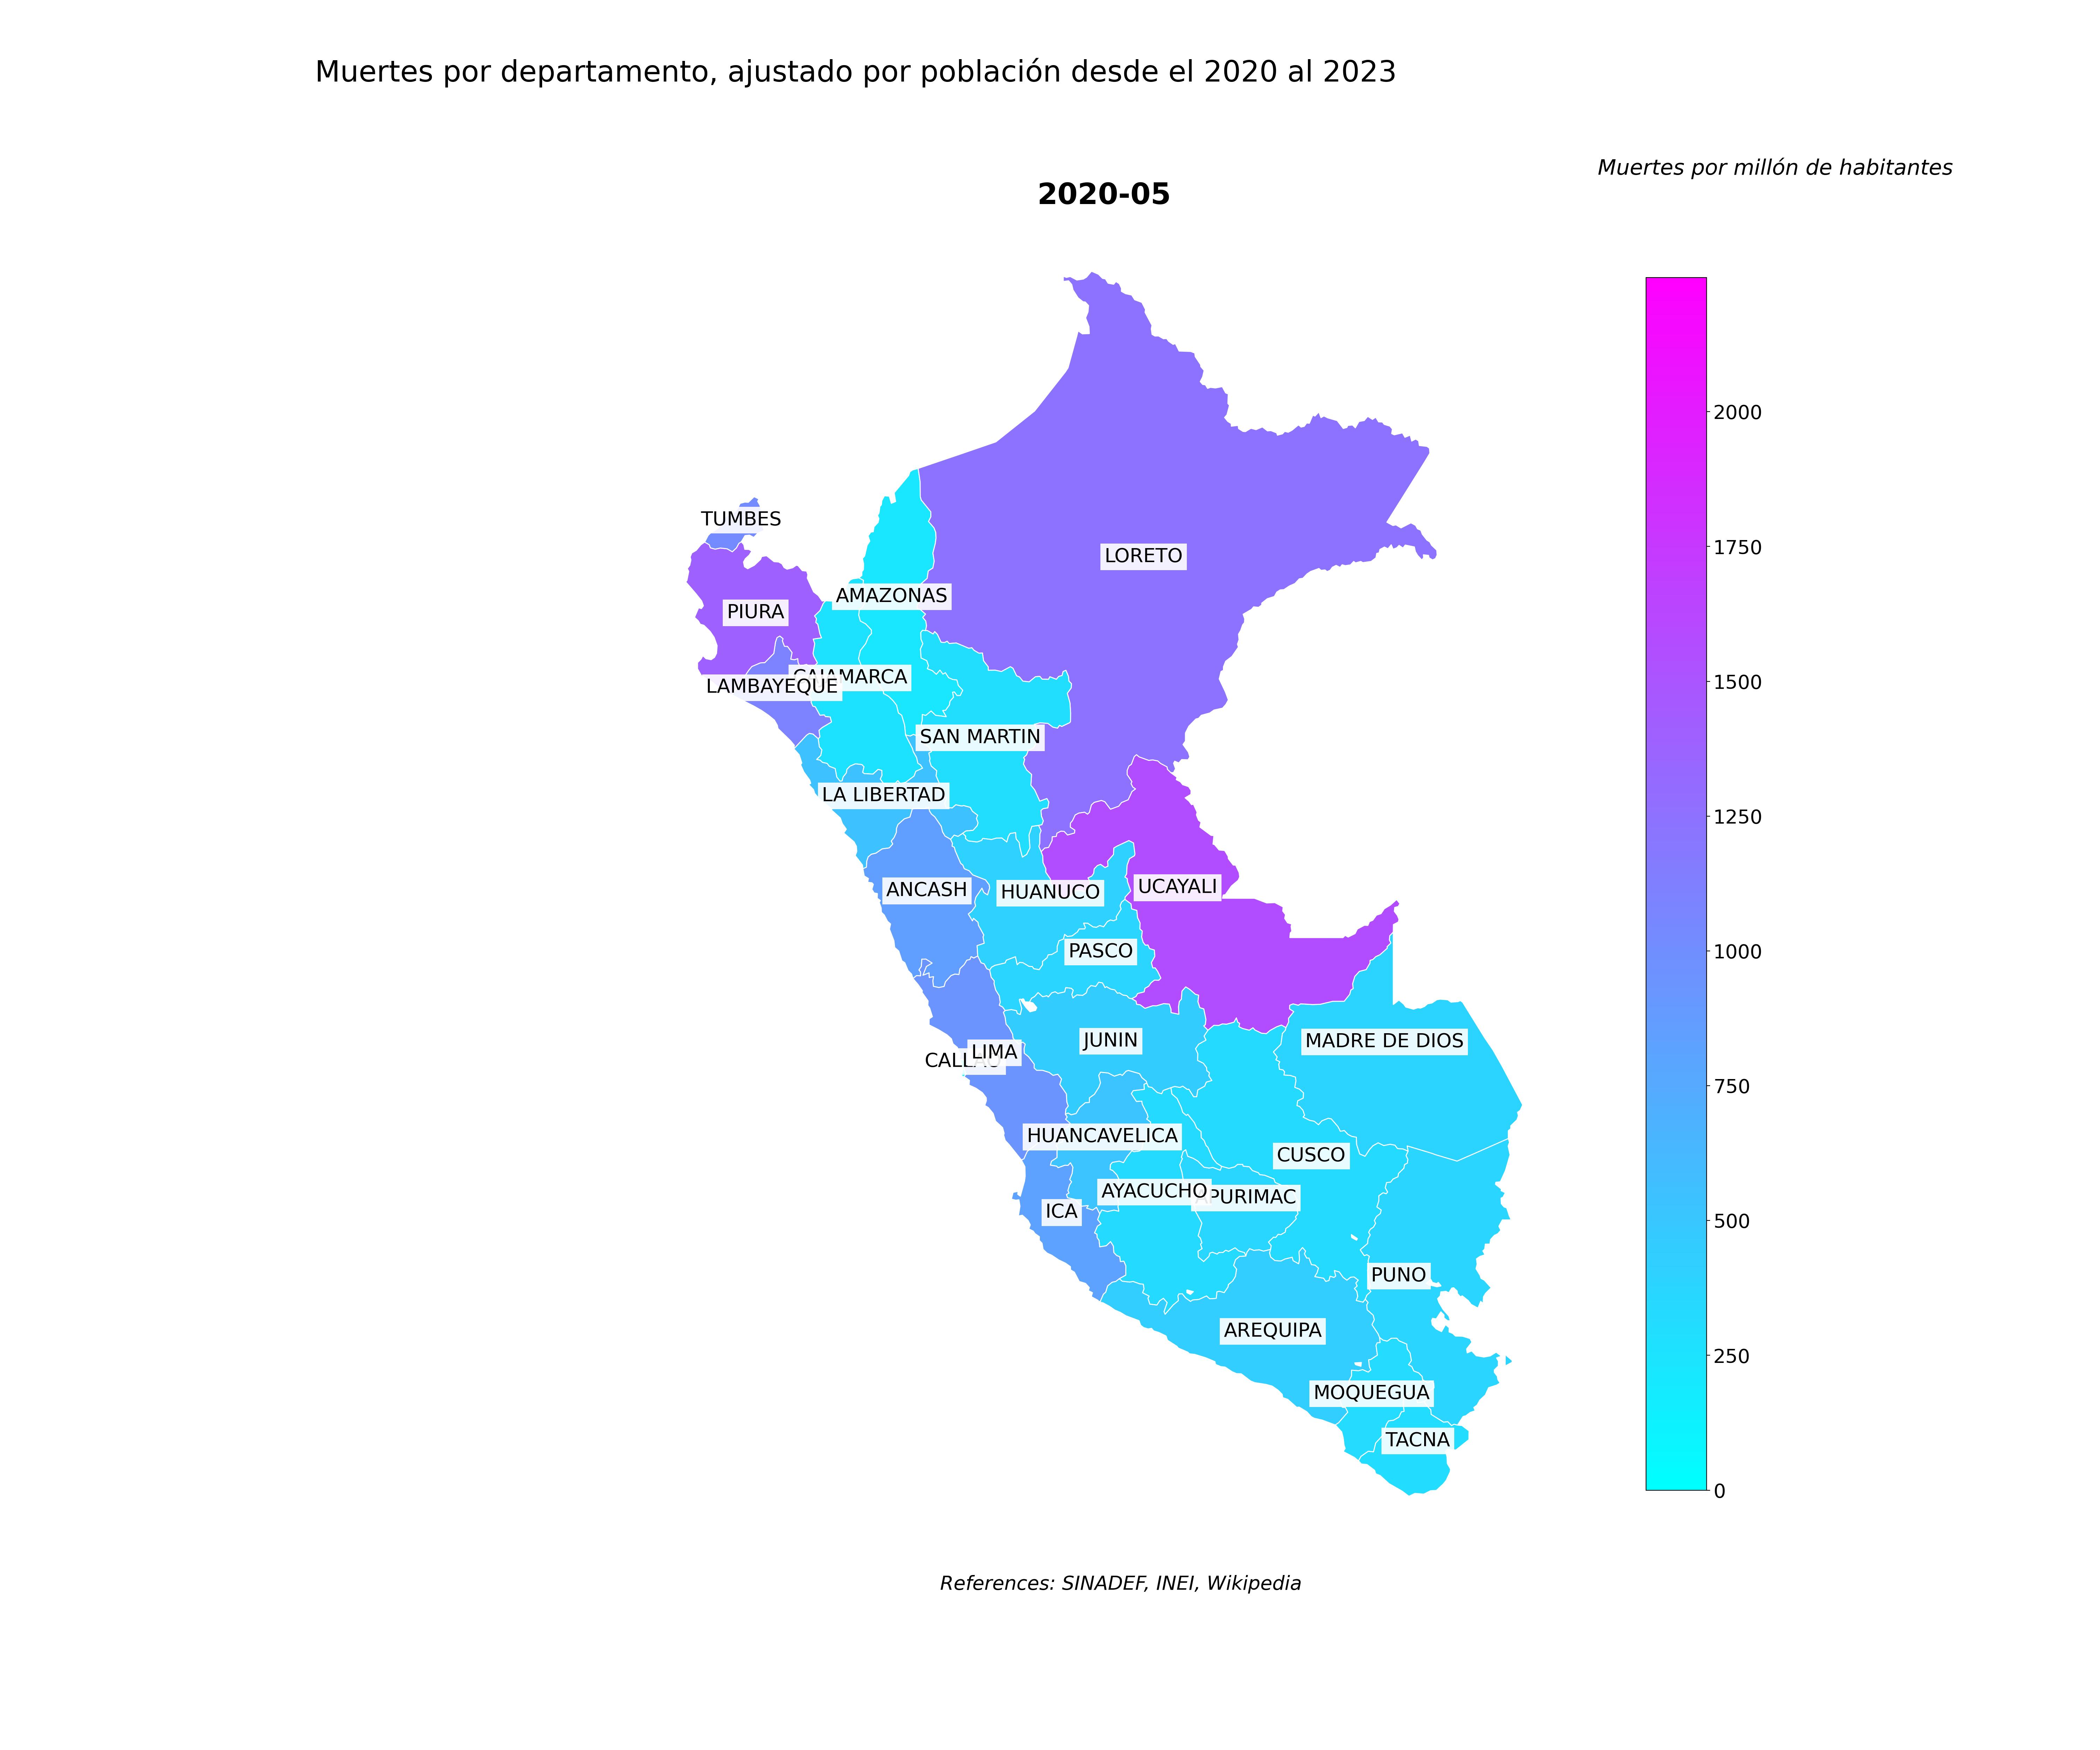 Muertes por departamento, ajustado por población desde el 2020 al 2023
Muertes por millón de habitantes
2020-05
2000
1750
1500
1250
1000
750
500
250
0
TUMBES
LORETO
AMAZONAS
PIURA
CAJAMARCA
LAMBAYEQUE
SAN MARTIN
LA LIBERTAD
ANCASH
HUANUCO
UCAYALI
PASCO
JUNIN
MADRE DE DIOS
LIMA
CALLAO
HUANCAVELICA
CUSCO
AYACUCHO
PURIMAC
ICA
PUNO
AREQUIPA
MOQUEGUA
TACNA
References: SINADEF, INEI, Wikipedia